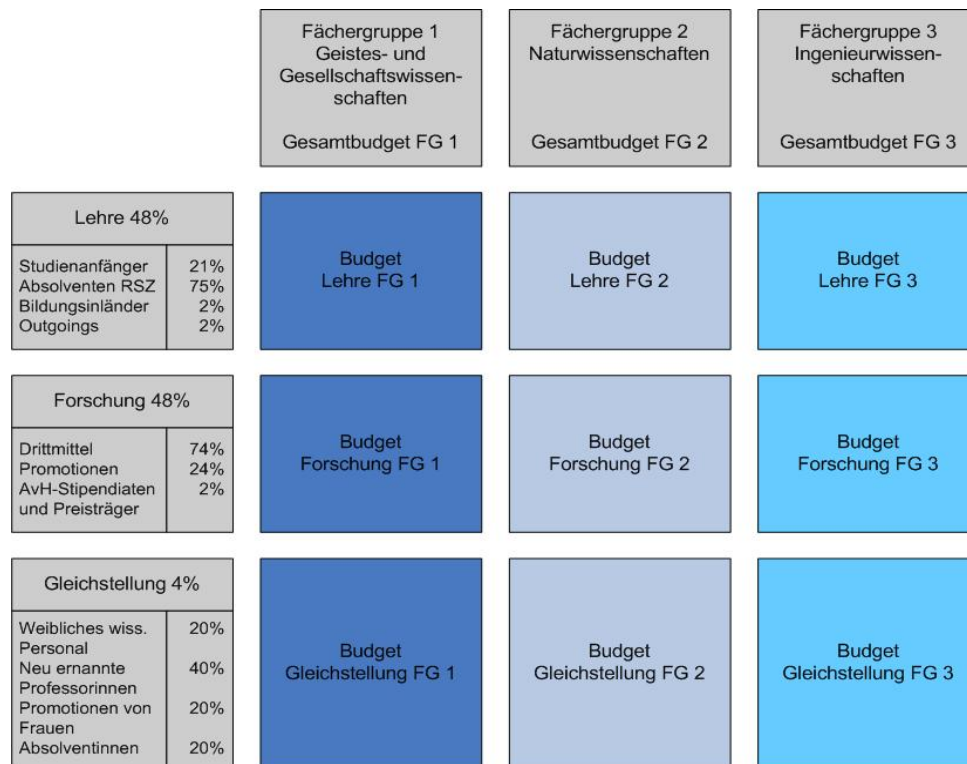 Fächergruppe 1
Geistes- und
Gesellschaftswissen-
schaften
Gesamtbudget FG 1
Fächergruppe 2
Naturwissenschaften
Gesamtbudget FG 2
Fächergruppe 3
Ingenieurwissen-
schaften
Gesamtbudget FG 3
Lehre 48%
Studienanfänger 21%
Absolventen RSZ 75%
Bildungsinländer 2%
Outgoings 2%
Budget
Lehre FG 1
Budget
Lehre FG 2
Budget
Lehre FG 3
Forschung 48%
Drittmittel 74%
Promotionen 24%
AvH-Stipendiaten 2%
und Preisträger
Budget
Forschung FG 1
Budget
Forschung FG 2
Budget
Forschung FG 3
Gleichstellung 4%
Weibliches wiss. 20%
Personal
Neu ernannte 40%
Professorinnen
Promotionen von 20%
Frauen
Absolventinnen 20%
Budget
Gleichstellung FG 1
Budget
Gleichstellung FG 2
Budget
Gleichstellung FG 3